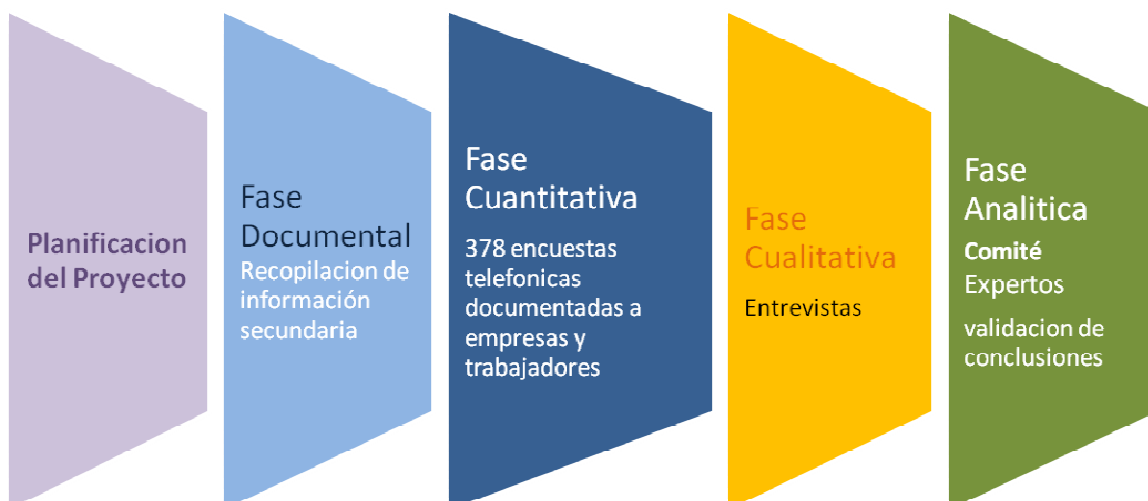 Planificacion
del Proyecto
Fase
Documental
Recopilacion de
información
secundaria
Fase
Cuantitativa
378 encuestas
telefonicas
documentadas a
empresas y
trabajadores
Fase
Cualitativa
Entrevistas
Fase
Analitica
Comité
Expertos
validacion de
conclusiones